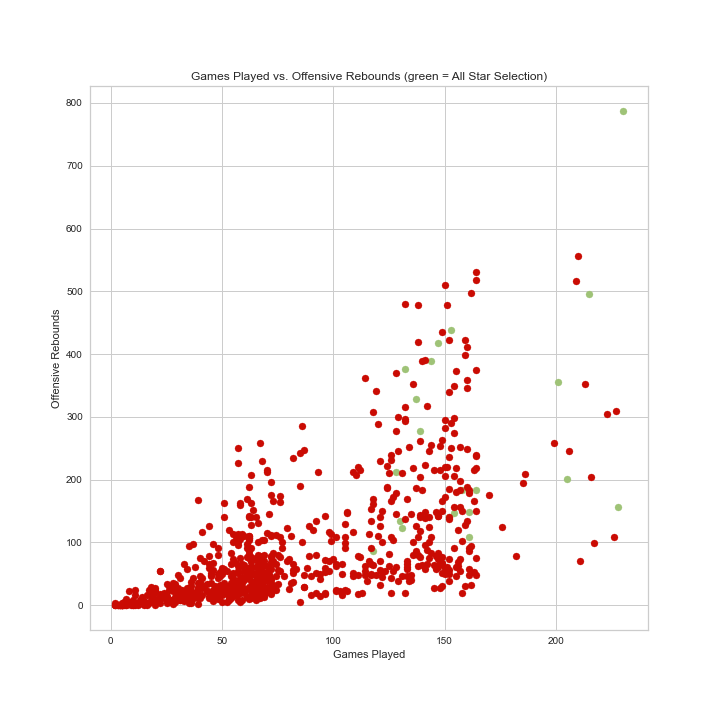 Games Played vs. Offensive Rebounds (green = All Star Selection)
800
700
600
500
400
300
200
100
0
Offensive Rebounds
0 50 100 150 200
Games Played